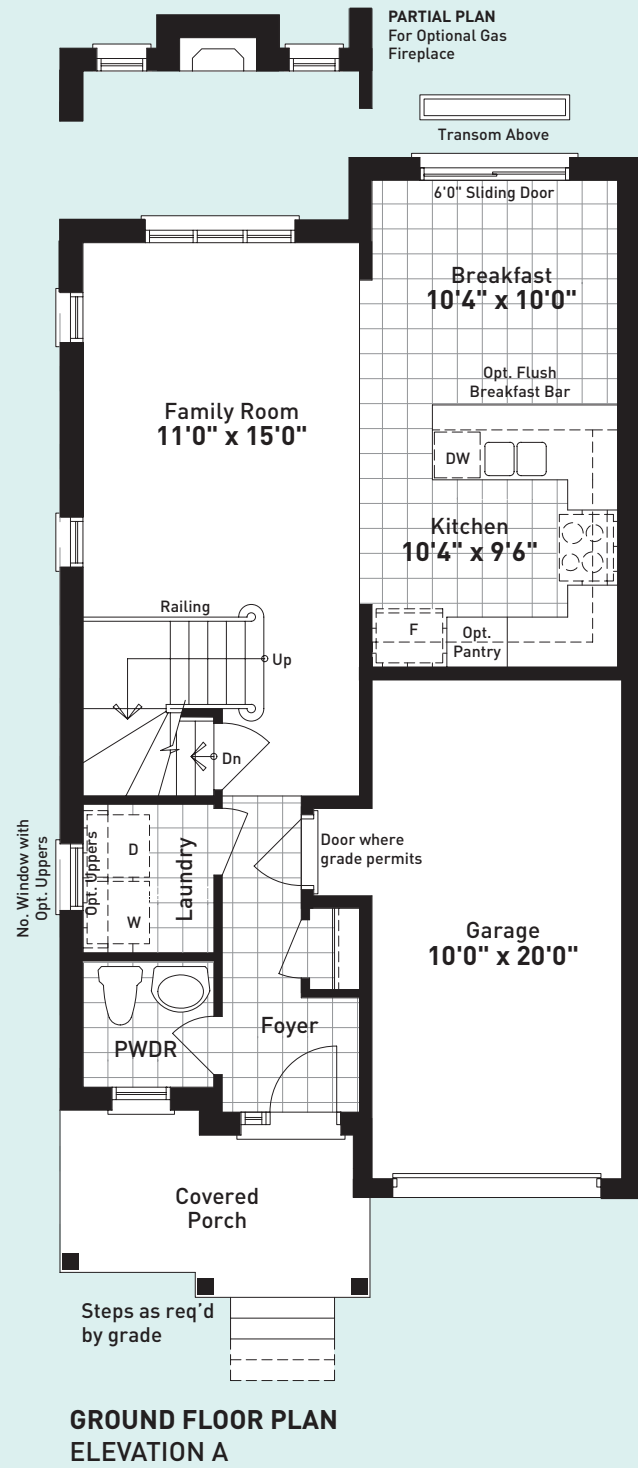 PARTIAL PLAN
For Optional Gas
Fireplace
Transom Above
6'0" Sliding Door
Breakfast
10'4" x 10'0"
Opt. Flush
Breakfast Bar
Family Room
11'0" x 15'0"
DW
Kitchen
10'4" x 9'6"
Railing
F
Opt.
Pantry
Up
Dn
No. Window with
Opt. Uppers
Opt. Uppers
D
W
Laundry
Door where
grade permits
Garage
10'0" x 20'0"
Foyer
PWDR
Covered
Porch
Steps as req'd
by grade
GROUND FLOOR PLAN
ELEVATION A